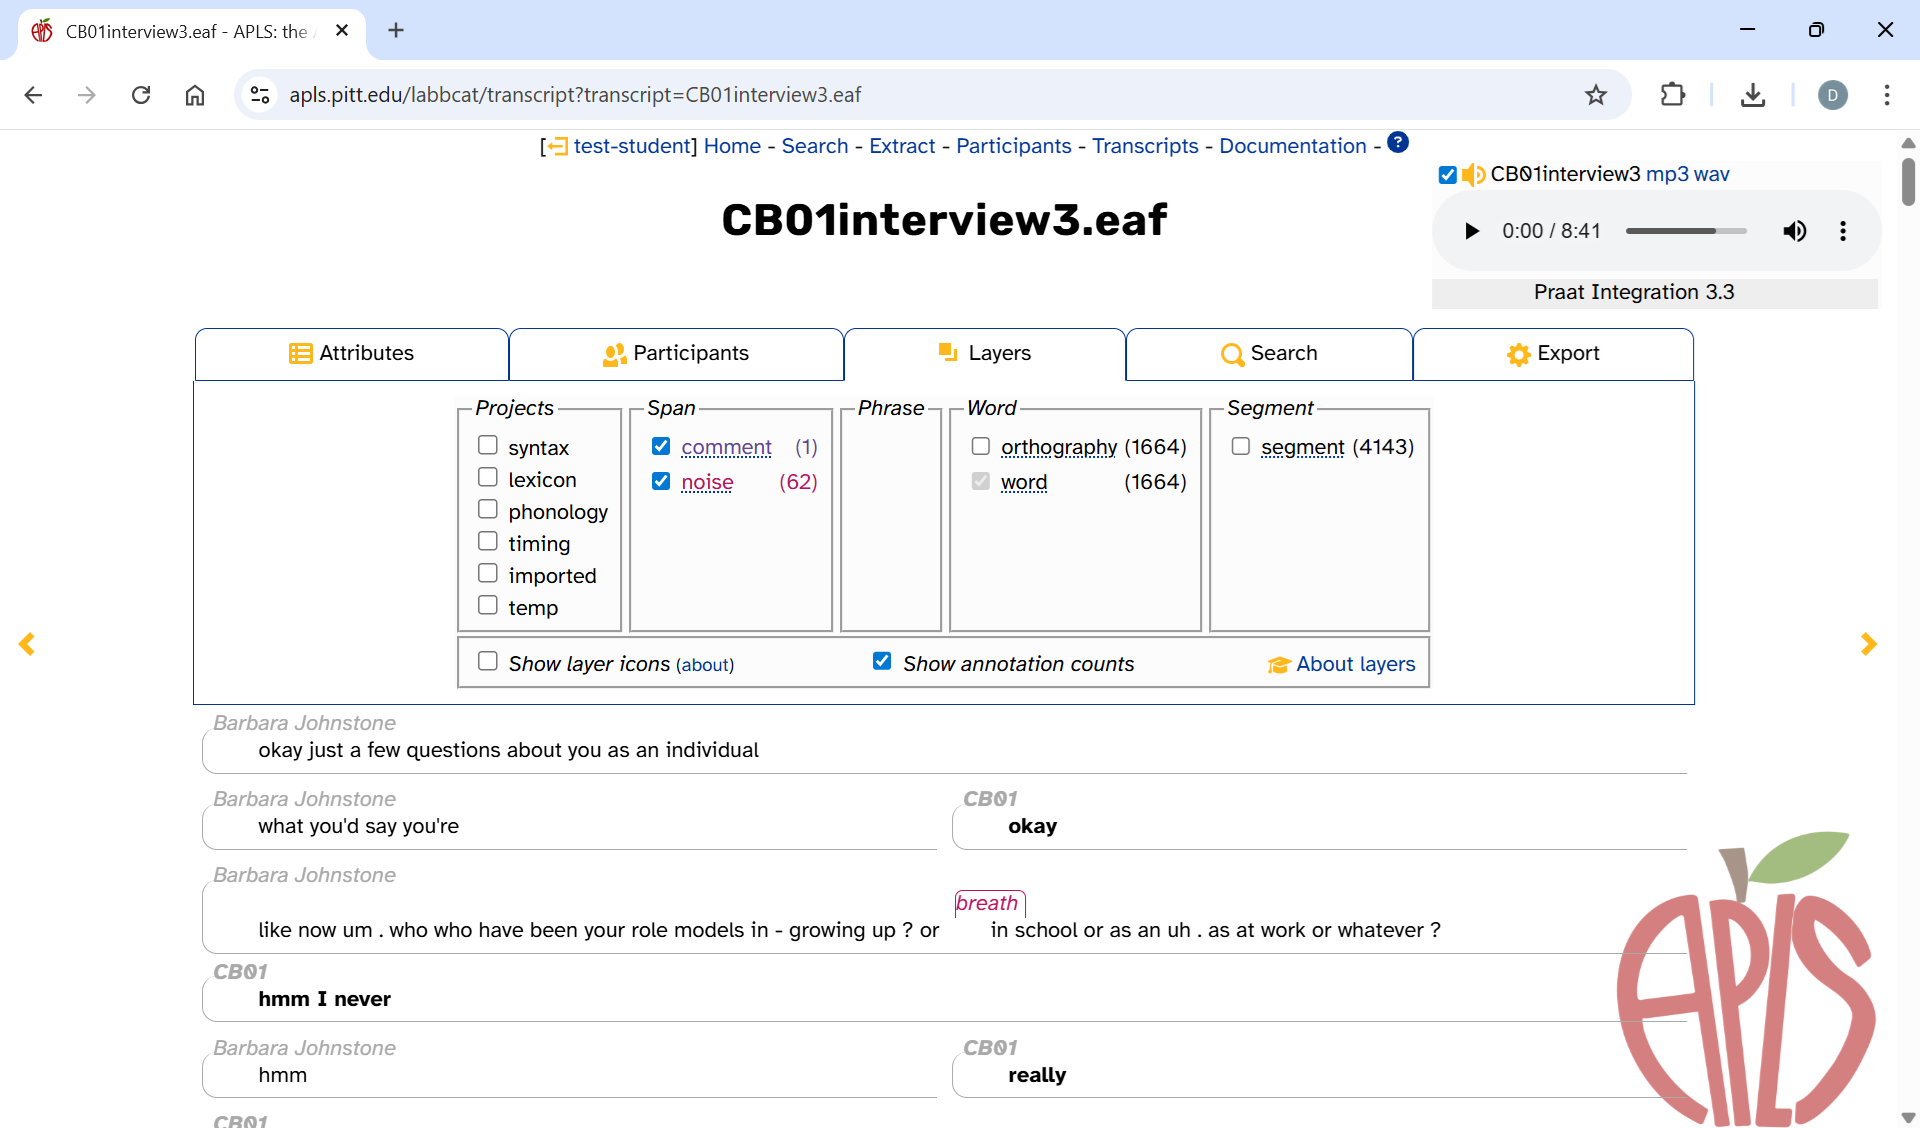 CB01interview3.eaf - APLS: the
apls.pitt.edu/labbcat/transcript?transcript=CB01interview3.eaf
D
[ test-student] Home - Search - Extract - Participants - Transcripts - Documentation - ?
CB01interview3 mp3 wav
CB01interview3.eaf
0:00 / 8:41
Praat Integration 3.3
Attributes Participants Layers Search Export
Projects Span Phrase Word Segment
syntax comment (1) orthography (1664) segment (4143)
lexicon noise (62) word (1664)
phonology
timing
imported
temp
Show layer icons (about) Show annotation counts About layers
Barbara Johnstone
okay just a few questions about you as an individual
Barbara Johnstone CB01
what you'd say you're okay
Barbara Johnstone
breath
like now um . who who have been your role models in - growing up ? or in school or as an uh . as at work or whatever ?
CB01
hmm I never
Barbara Johnstone CB01
hmm really
CB01
APLS